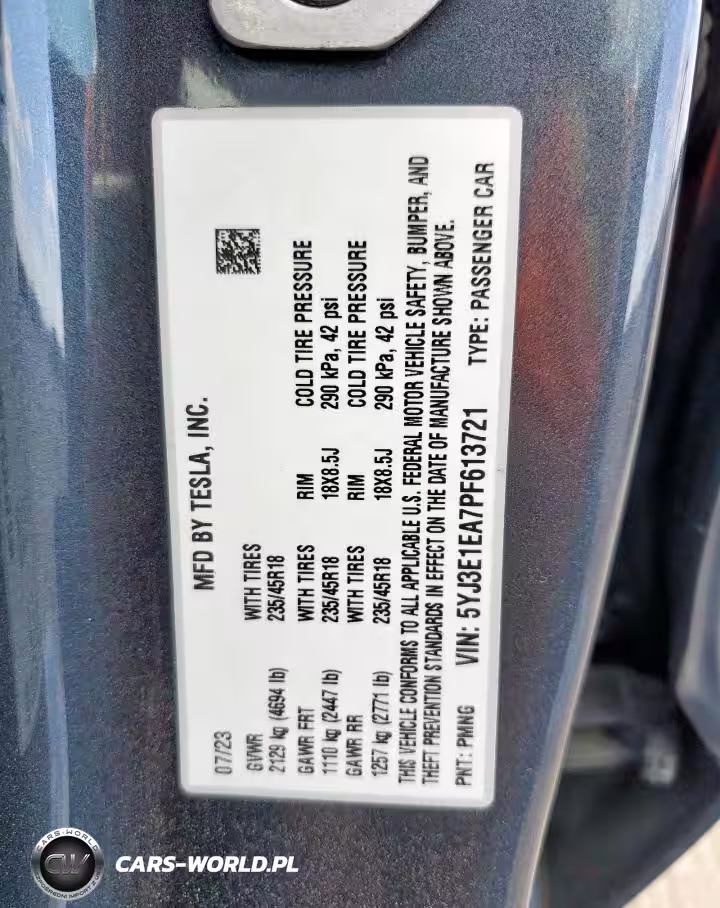 MFD BY TESLA, INC.
07/23
GVWR WITH TIRES
2129 kg (4694 lb) 235/45R18
GAWR FRT WITH TIRES RIM COLD TIRE PRESSURE
1110 kg (2447 lb) 235/45R18 18X8.5J 290 kPa, 42 psi
GAWR RR WITH TIRES RIM COLD TIRE PRESSURE
1257 kg (2771 lb) 235/45R18 18X8.5J 290 kPa, 42 psi
THIS VEHICLE CONFORMS TO ALL APPLICABLE U.S. FEDERAL MOTOR VEHICLE SAFETY, BUMPER, AND
THEFT PREVENTION STANDARDS IN EFFECT ON THE DATE OF MANUFACTURE SHOWN ABOVE.
PNT: PMNG VIN: 5YJ3E1EA7PF613721 TYPE: PASSENGER CAR
CARS-WORLD
CW
CARS-WORLD.PL